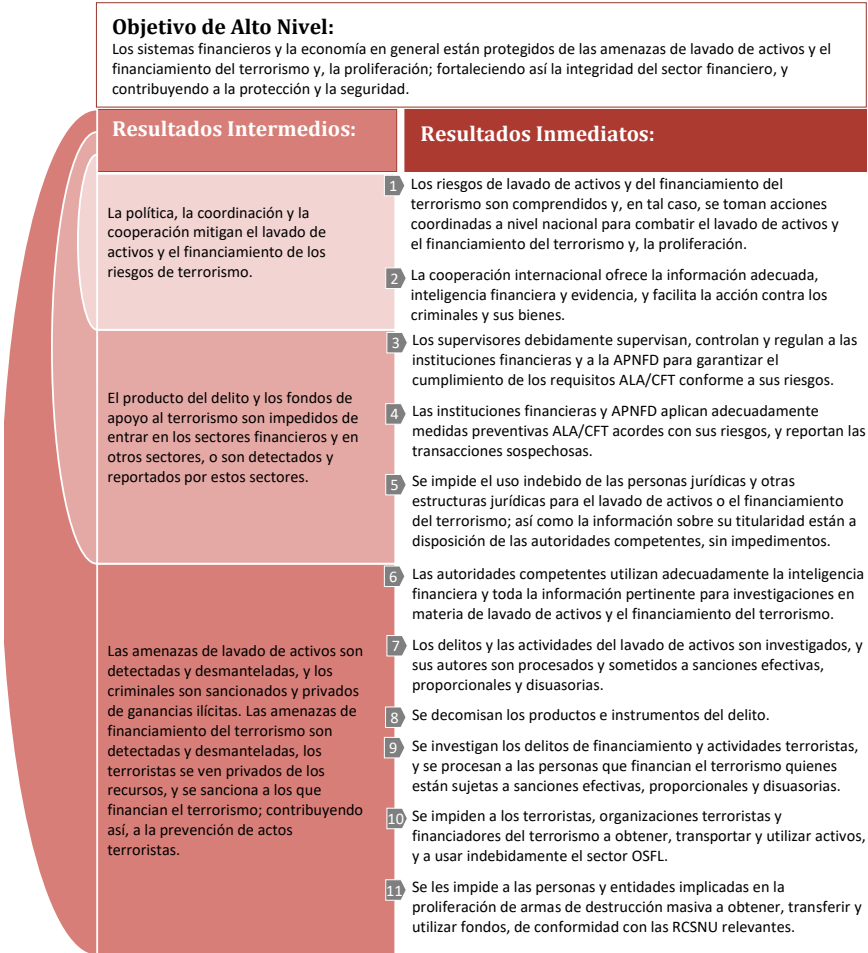 Objetivo de Alto Nivel:
Los sistemas financieros y la economía en general están protegidos de las amenazas de lavado de activos y el
financiamiento del terrorismo y, la proliferación; fortaleciendo así la integridad del sector financiero, y
contribuyendo a la protección y la seguridad.
Resultados Intermedios:
Resultados Inmediatos:
La política, la coordinación y la
cooperación mitigan el lavado de
activos y el financiamiento de los
riesgos de terrorismo.
1 Los riesgos de lavado de activos y del financiamiento del
terrorismo son comprendidos y, en tal caso, se toman acciones
coordinadas a nivel nacional para combatir el lavado de activos y
el financiamiento del terrorismo y, la proliferación.
2 La cooperación internacional ofrece la información adecuada,
inteligencia financiera y evidencia, y facilita la acción contra los
criminales y sus bienes.
El producto del delito y los fondos de
apoyo al terrorismo son impedidos de
entrar en los sectores financieros y en
otros sectores, o son detectados y
reportados por estos sectores.
3 Los supervisores debidamente supervisan, controlan y regulan a las
instituciones financieras y a la APNFD para garantizar el
cumplimiento de los requisitos ALA/CFT conforme a sus riesgos.
4 Las instituciones financieras y APNFD aplican adecuadamente
medidas preventivas ALA/CFT acordes con sus riesgos, y reportan las
transacciones sospechosas.
5 Se impide el uso indebido de las personas jurídicas y otras
estructuras jurídicas para el lavado de activos o el financiamiento
del terrorismo; así como la información sobre su titularidad están a
disposición de las autoridades competentes, sin impedimentos.
Las amenazas de lavado de activos son
detectadas y desmanteladas, y los
criminales son sancionados y privados
de ganancias ilícitas. Las amenazas de
financiamiento del terrorismo son
detectadas y desmanteladas, los
terroristas se ven privados de los
recursos, y se sanciona a los que
financian el terrorismo; contribuyendo
así, a la prevención de actos
terroristas.
6 Las autoridades competentes utilizan adecuadamente la inteligencia
financiera y toda la información pertinente para investigaciones en
materia de lavado de activos y el financiamiento del terrorismo.
7 Los delitos y las actividades del lavado de activos son investigados, y
sus autores son procesados y sometidos a sanciones efectivas,
proporcionales y disuasorias.
8 Se decomisan los productos e instrumentos del delito.
9 Se investigan los delitos de financiamiento y actividades terroristas,
y se procesan a las personas que financian el terrorismo quienes
están sujetas a sanciones efectivas, proporcionales y disuasorias.
10 Se impiden a los terroristas, organizaciones terroristas y
financiadores del terrorismo a obtener, transportar y utilizar activos,
y a usar indebidamente el sector OSFL.
11 Se les impide a las personas y entidades implicadas en la
proliferación de armas de destrucción masiva a obtener, transferir y
utilizar fondos, de conformidad con las RCSNU relevantes.